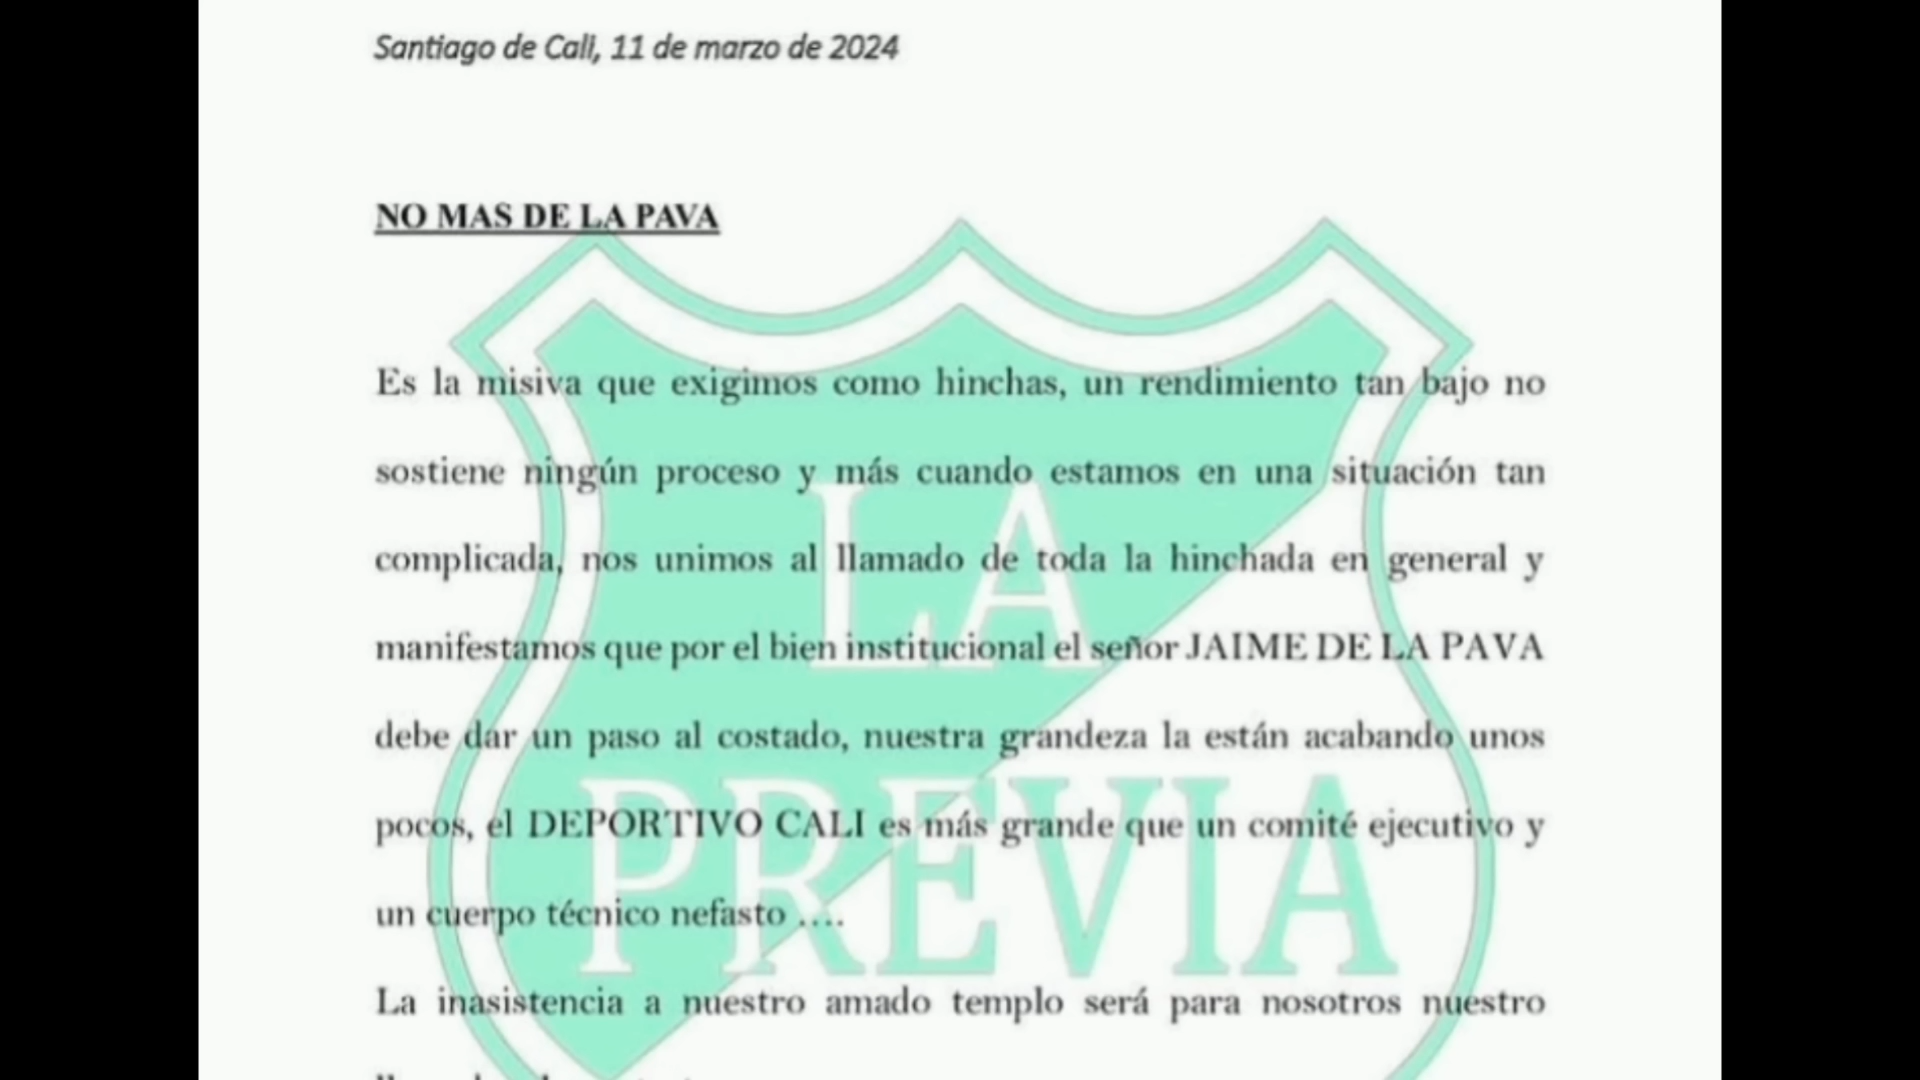 Santiago de Cali, 11 de marzo de 2024
NO MAS DE LA PAVA
Es la misiva que exigimos como hinchas, un rendimiento tan bajo no
sostiene ningún proceso y más cuando estamos en una situación tan
complicada, nos unimos al llamado de toda la hinchada en general y
manifestamos que por el bien institucional el señor JAIME DE LA PAVA
debe dar un paso al costado, nuestra grandeza la están acabando unos
pocos, el DEPORTIVO CALI es más grande que un comité ejecutivo y
un cuerpo técnico nefasto ....
La inasistencia a nuestro amado templo será para nosotros nuestro
LA
PREVIA